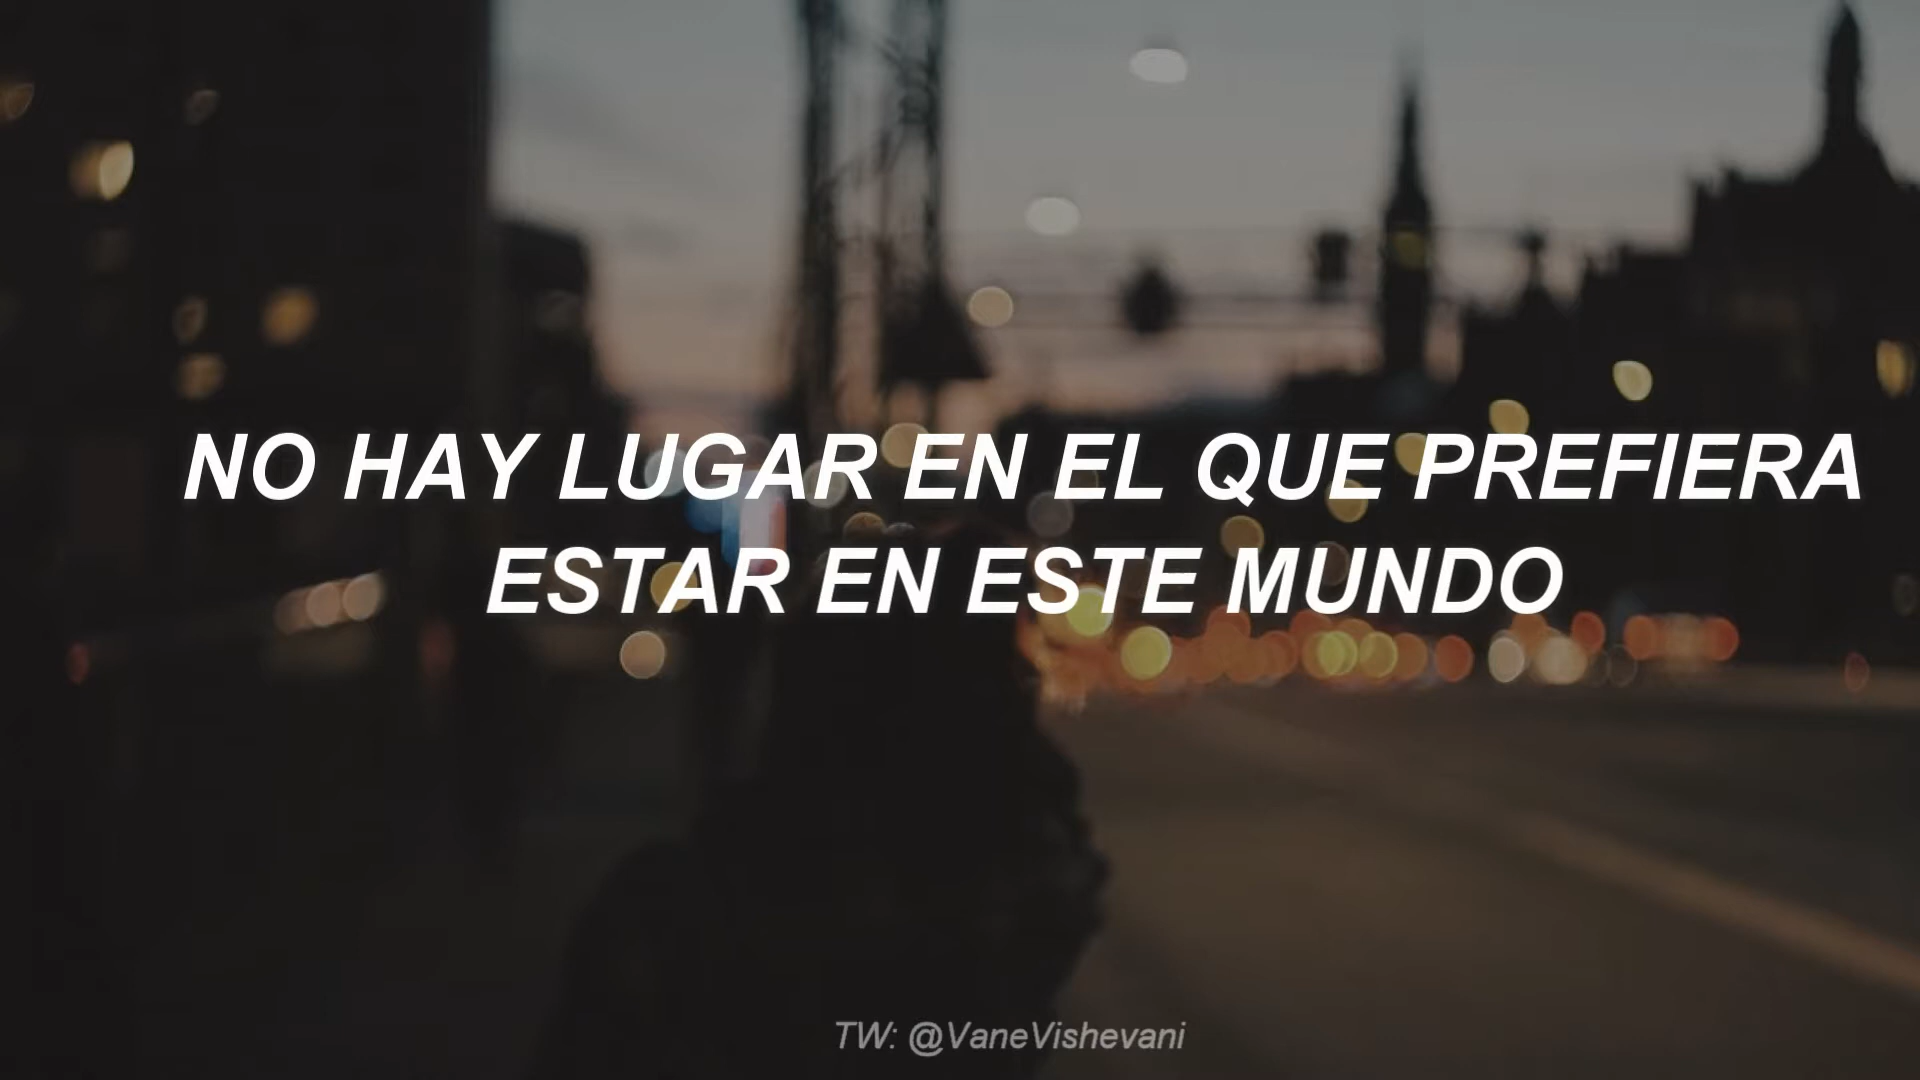 NO HAY LUGAR EN EL QUE PREFIERA
ESTAR EN ESTE MUNDO
TW: @VaneVishevani